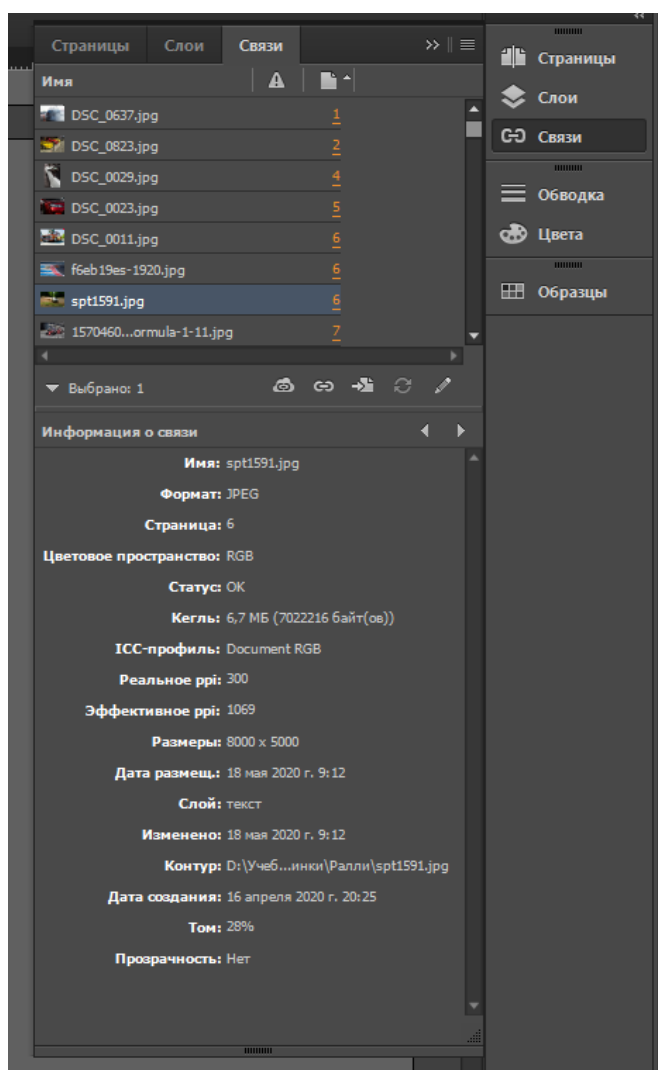 Страницы Слои Связи
Имя
DSC_0637.jpg 1
DSC_0823.jpg 2
DSC_0029.jpg 4
DSC_0023.jpg 5
DSC_0011.jpg 6
f6eb19es-1920.jpg 6
spt1591.jpg 6
1570460...ormula-1-11.jpg 7
Выбрано: 1
Информация о связи
Имя: spt1591.jpg
Формат: JPEG
Страница: 6
Цветовое пространство: RGB
Статус: OK
Кегль: 6,7 МБ (7022216 байт(ов))
ICC-профиль: Document RGB
Реальное ppi: 300
Эффективное ppi: 1069
Размеры: 8000 x 5000
Дата размещ.: 18 мая 2020 г. 9:12
Слой: текст
Изменено: 18 мая 2020 г. 9:12
Контур: D:\Учеб...инки\Ралли\spt1591.jpg
Дата создания: 16 апреля 2020 г. 20:25
Том: 28%
Прозрачность: Нет
Страницы
Слои
Связи
Обводка
Цвета
Образцы